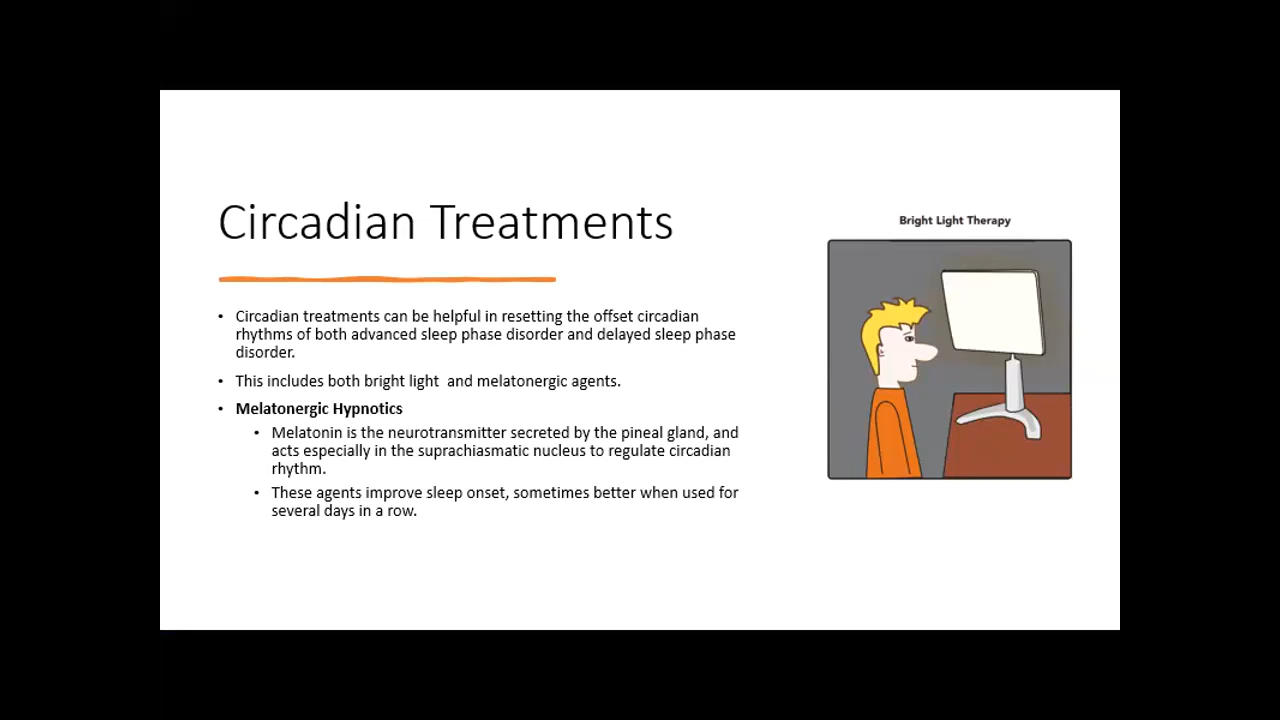 Circadian Treatments
Bright Light Therapy
• Circadian treatments can be helpful in resetting the offset circadian
rhythms of both advanced sleep phase disorder and delayed sleep phase
disorder.
• This includes both bright light  and melatonergic agents.
• Melatonergic Hypnotics
• Melatonin is the neurotransmitter secreted by the pineal gland, and
acts especially in the suprachiasmatic nucleus to regulate circadian
rhythm.
• These agents improve sleep onset, sometimes better when used for
several days in a row.